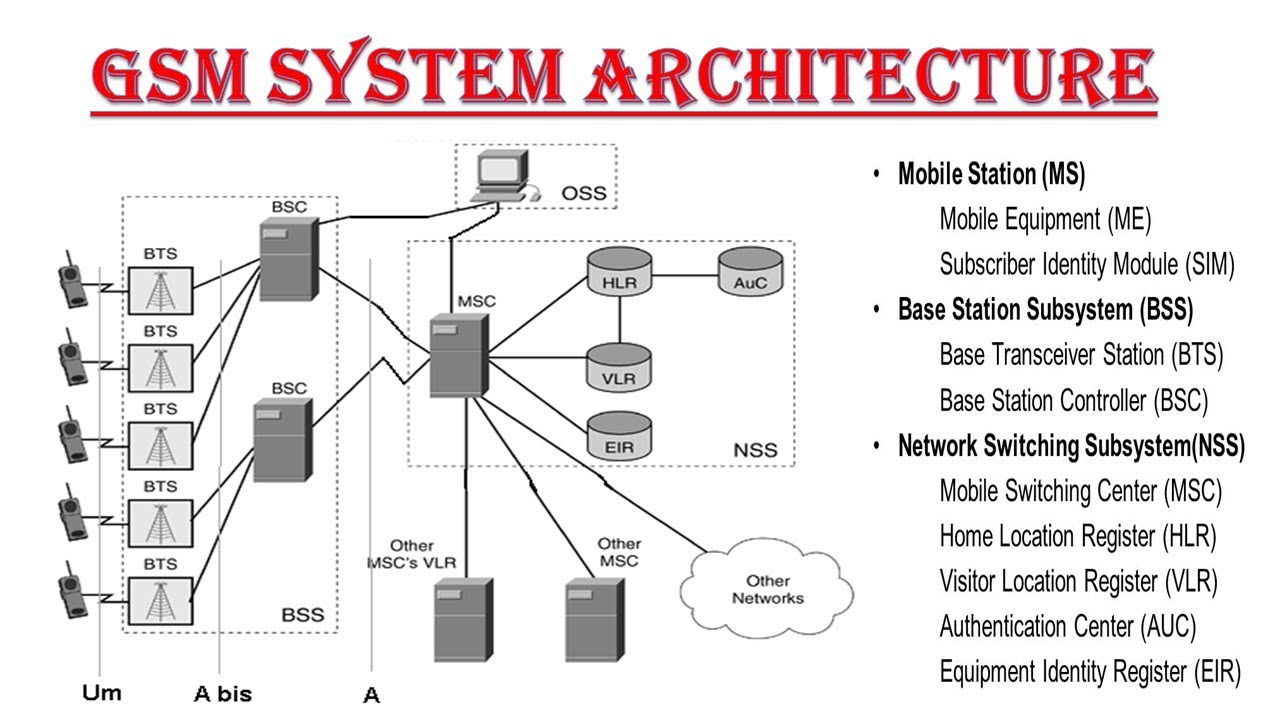 GSM SYSTEM ARCHITECTURE
OSS
BSC
BTS
BTS
BTS
BSC
BTS
BTS
BSS
MSC
HLR
AuC
VLR
EIR
NSS
Other
MSC's VLR
Other
MSC
Other
Networks
Um
A bis
A
• Mobile Station (MS)
Mobile Equipment (ME)
Subscriber Identity Module (SIM)
• Base Station Subsystem (BSS)
Base Transceiver Station (BTS)
Base Station Controller (BSC)
• Network Switching Subsystem(NSS)
Mobile Switching Center (MSC)
Home Location Register (HLR)
Visitor Location Register (VLR)
Authentication Center (AUC)
Equipment Identity Register (EIR)